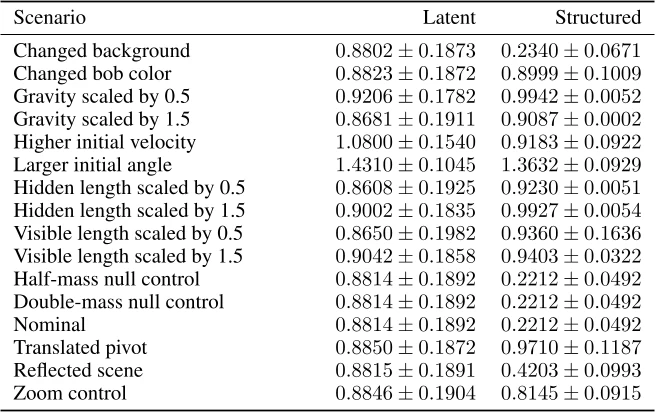 Scenario Latent Structured
Changed background 0.8802 ± 0.1873 0.2340 ± 0.0671
Changed bob color 0.8823 ± 0.1872 0.8999 ± 0.1009
Gravity scaled by 0.5 0.9206 ± 0.1782 0.9942 ± 0.0052
Gravity scaled by 1.5 0.8681 ± 0.1911 0.9087 ± 0.0002
Higher initial velocity 1.0800 ± 0.1540 0.9183 ± 0.0922
Larger initial angle 1.4310 ± 0.1045 1.3632 ± 0.0929
Hidden length scaled by 0.5 0.8608 ± 0.1925 0.9230 ± 0.0051
Hidden length scaled by 1.5 0.9002 ± 0.1835 0.9927 ± 0.0054
Visible length scaled by 0.5 0.8650 ± 0.1982 0.9360 ± 0.1636
Visible length scaled by 1.5 0.9042 ± 0.1858 0.9403 ± 0.0322
Half-mass null control 0.8814 ± 0.1892 0.2212 ± 0.0492
Double-mass null control 0.8814 ± 0.1892 0.2212 ± 0.0492
Nominal 0.8814 ± 0.1892 0.2212 ± 0.0492
Translated pivot 0.8850 ± 0.1872 0.9710 ± 0.1187
Reflected scene 0.8815 ± 0.1891 0.4203 ± 0.0993
Zoom control 0.8846 ± 0.1904 0.8145 ± 0.0915